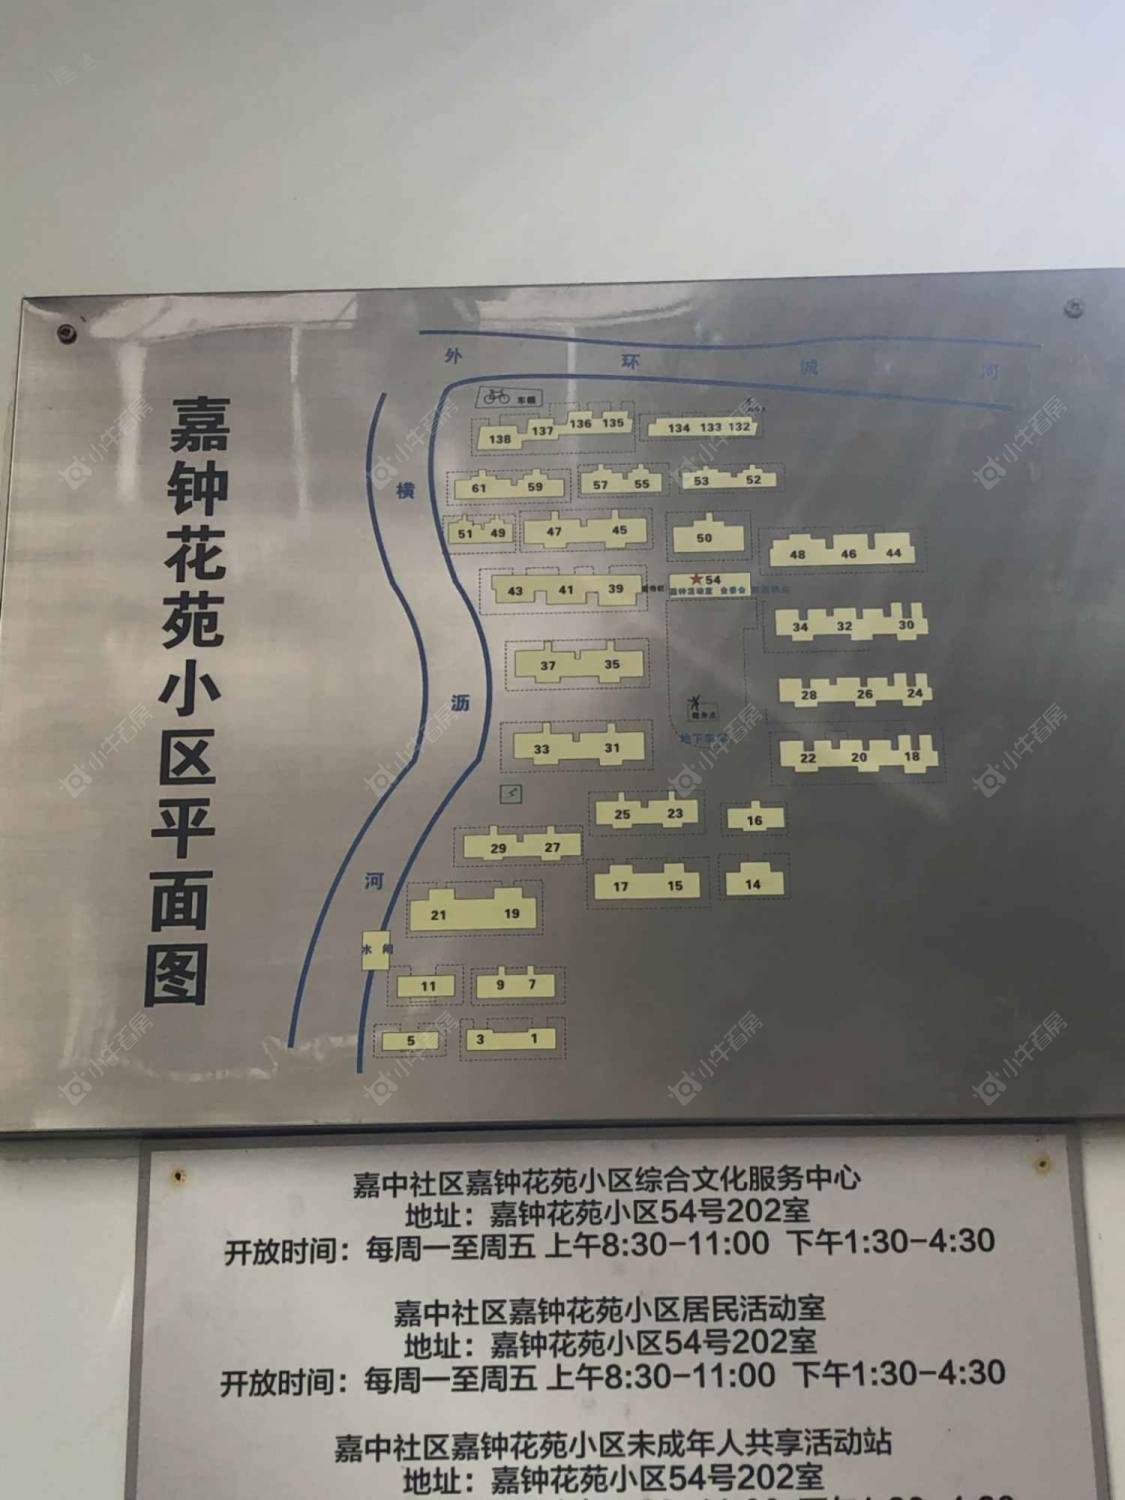 嘉钟花苑小区平面图
外 环 城 河
车棚
138 137 136 135
134 133 132
61 59
57 55
53 52
横
51 49
47 45
50
48 46 44
43 41 39
★54
34 32 30
37 35
28 26 24
沥
健身点
33 31
地下车库
22 20 18
25 23
16
29 27
河
17 15
14
21 19
水闸
11
9 7
5
3 1
嘉中社区嘉钟花苑小区综合文化服务中心
地址：嘉钟花苑小区54号202室
开放时间：每周一至周五 上午8:30-11:00 下午1:30-4:30
嘉中社区嘉钟花苑小区居民活动室
地址：嘉钟花苑小区54号202室
开放时间：每周一至周五 上午8:30-11:00 下午1:30-4:30
嘉中社区嘉钟花苑小区未成年人共享活动站
地址：嘉钟花苑小区54号202室
小牛看房